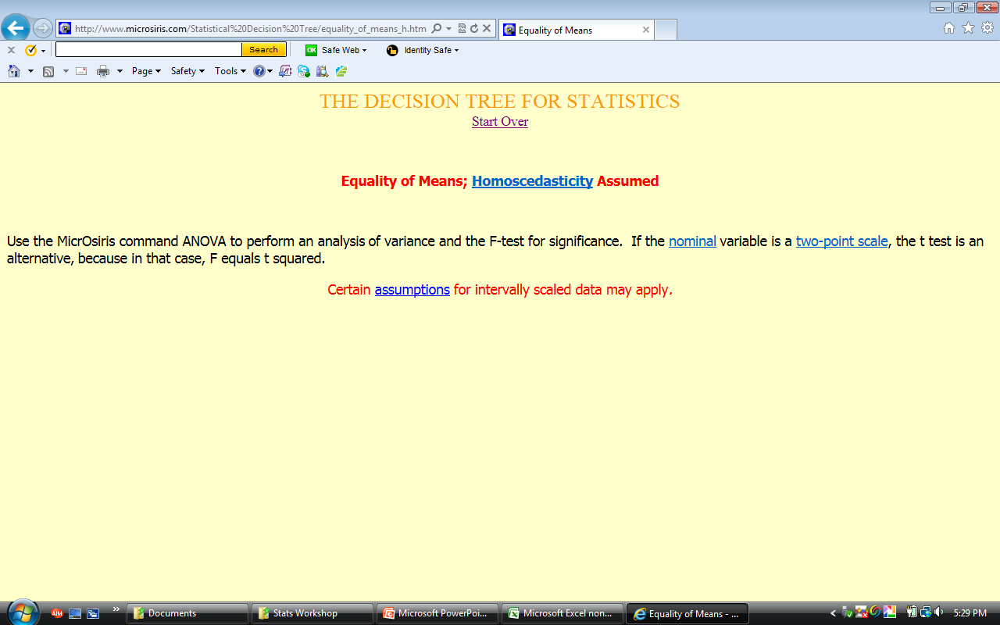 http://www.microsiris.com/Statistical%20Decision%20Tree/equality_of_means_h.htm
Equality of Means
Search
OK Safe Web
Identity Safe
Page
Safety
Tools
THE DECISION TREE FOR STATISTICS
Start Over
Equality of Means; Homoscedasticity Assumed
Use the MicrOsiris command ANOVA to perform an analysis of variance and the F-test for significance.  If the nominal variable is a two-point scale, the t test is an
alternative, because in that case, F equals t squared.
Certain assumptions for intervally scaled data may apply.
AIM
»
Documents
Stats Workshop
Microsoft PowerPoi...
Microsoft Excel non...
Equality of Means - ...
5:29 PM